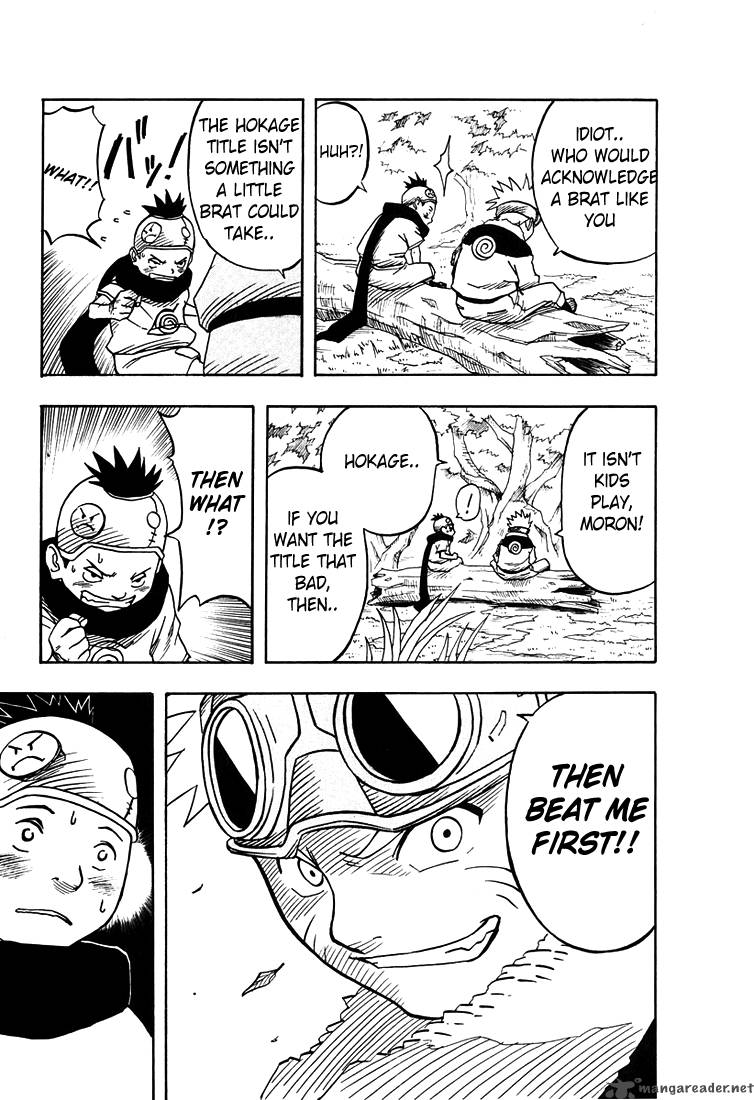 IDIOT..
WHO WOULD
ACKNOWLEDGE
A BRAT LIKE
YOU
HUH?!
THE HOKAGE
TITLE ISN'T
SOMETHING
A LITTLE
BRAT COULD
TAKE..
バッ!
WHAT!!
IT ISN'T
KIDS
PLAY,
MORON!
!
HOKAGE..
IF YOU
WANT THE
TITLE THAT
BAD,
THEN..
THEN
WHAT
!?
THEN
BEAT ME
FIRST!!
mangareader.net